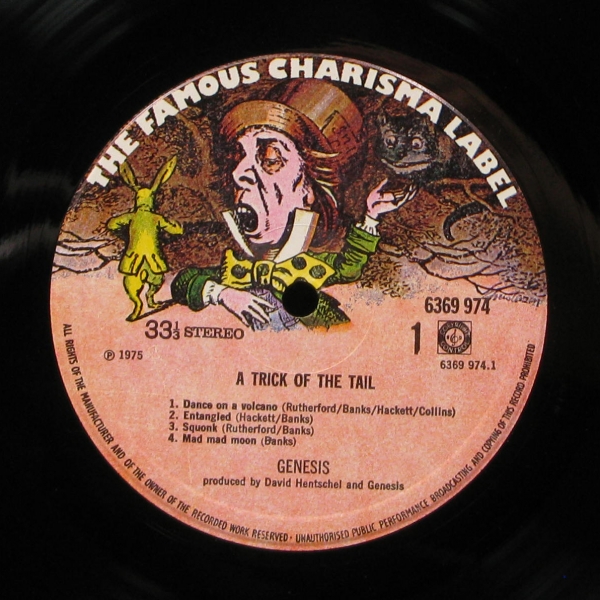 THE FAMOUS CHARISMA LABEL
6369 974
33⅓ STEREO
1
℗ 1975
6369 974.1
A TRICK OF THE TAIL
1. Dance on a volcano (Rutherford/Banks/Hackett/Collins)
2. Entangled (Hackett/Banks)
3. Squonk (Rutherford/Banks)
4. Mad mad moon (Banks)
GENESIS
produced by David Hentschel and Genesis
ALL RIGHTS OF THE MANUFACTURER AND OF THE OWNER OF THE RECORDED WORK RESERVED · UNAUTHORISED PUBLIC PERFORMANCE BROADCASTING AND COPYING OF THIS RECORD PROHIBITED